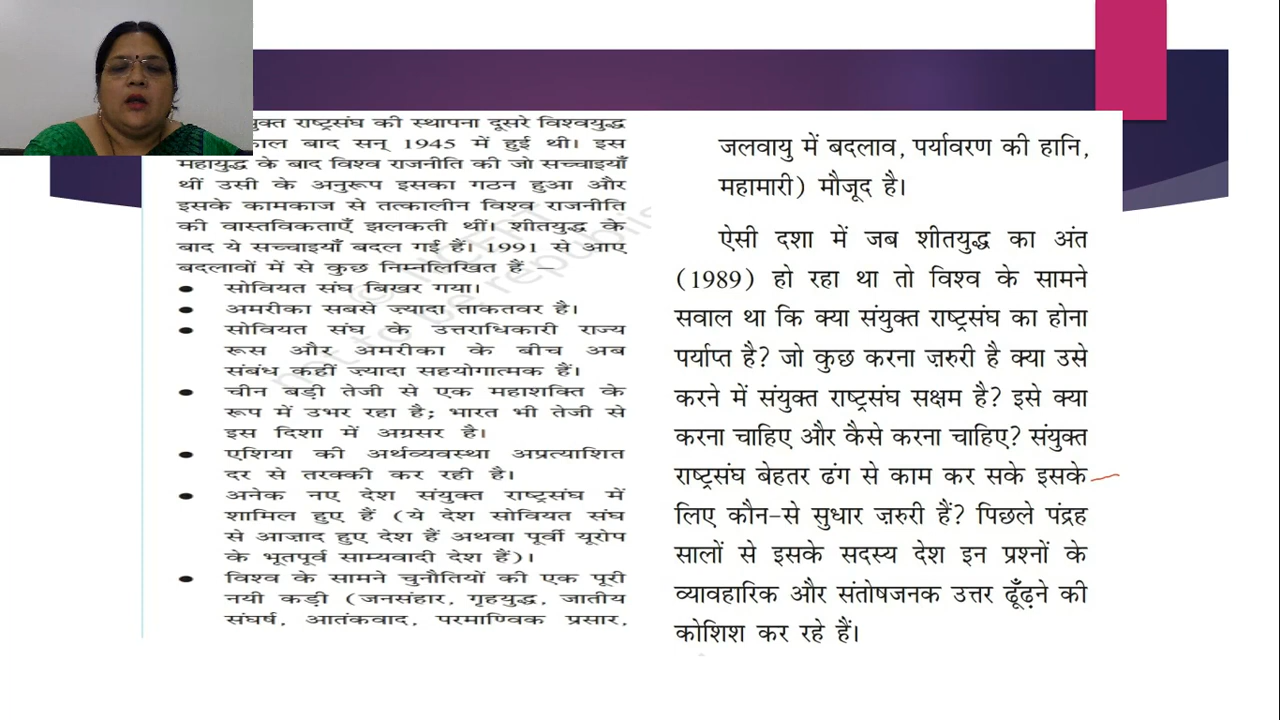 युक्त राष्ट्रसंघ की स्थापना दूसरे विश्वयुद्ध
काल बाद सन् 1945 में हुई थी। इस
महायुद्ध के बाद विश्व राजनीति की जो सच्चाइयाँ
थीं उसी के अनुरूप इसका गठन हुआ और
इसके कामकाज से तत्कालीन विश्व राजनीति
की वास्तविकताएँ झलकती थीं। शीतयुद्ध के
बाद ये सच्चाइयाँ बदल गई हैं। 1991 से आए
बदलावों में से कुछ निम्नलिखित हैं —
● सोवियत संघ बिखर गया।
● अमरीका सबसे ज़्यादा ताकतवर है।
● सोवियत संघ के उत्तराधिकारी राज्य
रूस और अमरीका के बीच अब
संबंध कहीं ज़्यादा सहयोगात्मक हैं।
● चीन बड़ी तेजी से एक महाशक्ति के
रूप में उभर रहा है; भारत भी तेजी से
इस दिशा में अग्रसर है।
● एशिया की अर्थव्यवस्था अप्रत्याशित
दर से तरक्की कर रही है।
● अनेक नए देश संयुक्त राष्ट्रसंघ में
शामिल हुए हैं (ये देश सोवियत संघ
से आज़ाद हुए देश हैं अथवा पूर्वी यूरोप
के भूतपूर्व साम्यवादी देश हैं)।
● विश्व के सामने चुनौतियों की एक पूरी
नयी कड़ी (जनसंहार, गृहयुद्ध, जातीय
संघर्ष, आतंकवाद, परमाण्विक प्रसार,
जलवायु में बदलाव, पर्यावरण की हानि,
महामारी) मौजूद है।
ऐसी दशा में जब शीतयुद्ध का अंत
(1989) हो रहा था तो विश्व के सामने
सवाल था कि क्या संयुक्त राष्ट्रसंघ का होना
पर्याप्त है? जो कुछ करना ज़रुरी है क्या उसे
करने में संयुक्त राष्ट्रसंघ सक्षम है? इसे क्या
करना चाहिए और कैसे करना चाहिए? संयुक्त
राष्ट्रसंघ बेहतर ढंग से काम कर सके इसके
लिए कौन-से सुधार ज़रुरी हैं? पिछले पंद्रह
सालों से इसके सदस्य देश इन प्रश्नों के
व्यावहारिक और संतोषजनक उत्तर ढूँढ़ने की
कोशिश कर रहे हैं।
© NCERT
not to be republis